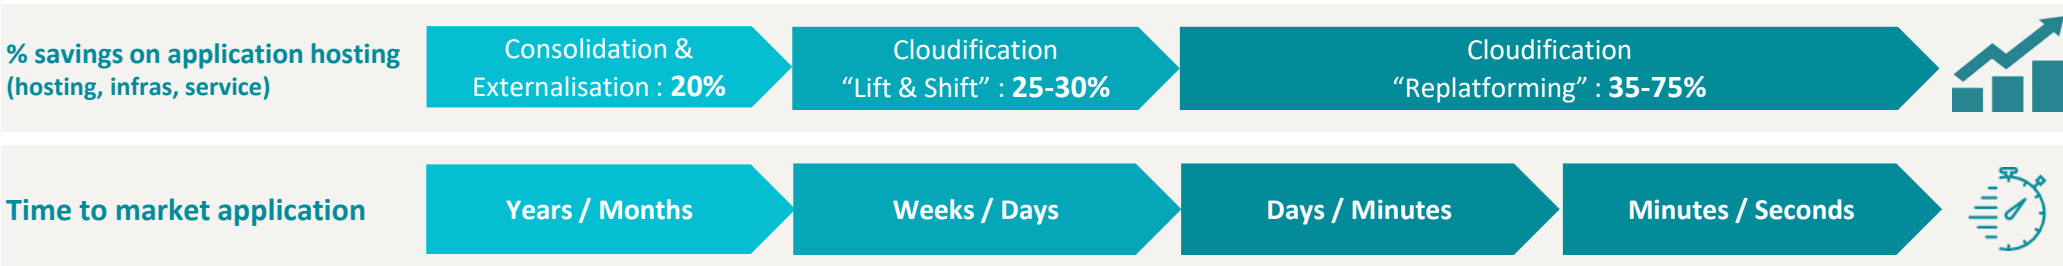 % savings on application hosting
(hosting, infras, service)
Consolidation &
Externalisation : 20%
Cloudification
“Lift & Shift” : 25-30%
Cloudification
“Replatforming” : 35-75%
Time to market application
Years / Months
Weeks / Days
Days / Minutes
Minutes / Seconds